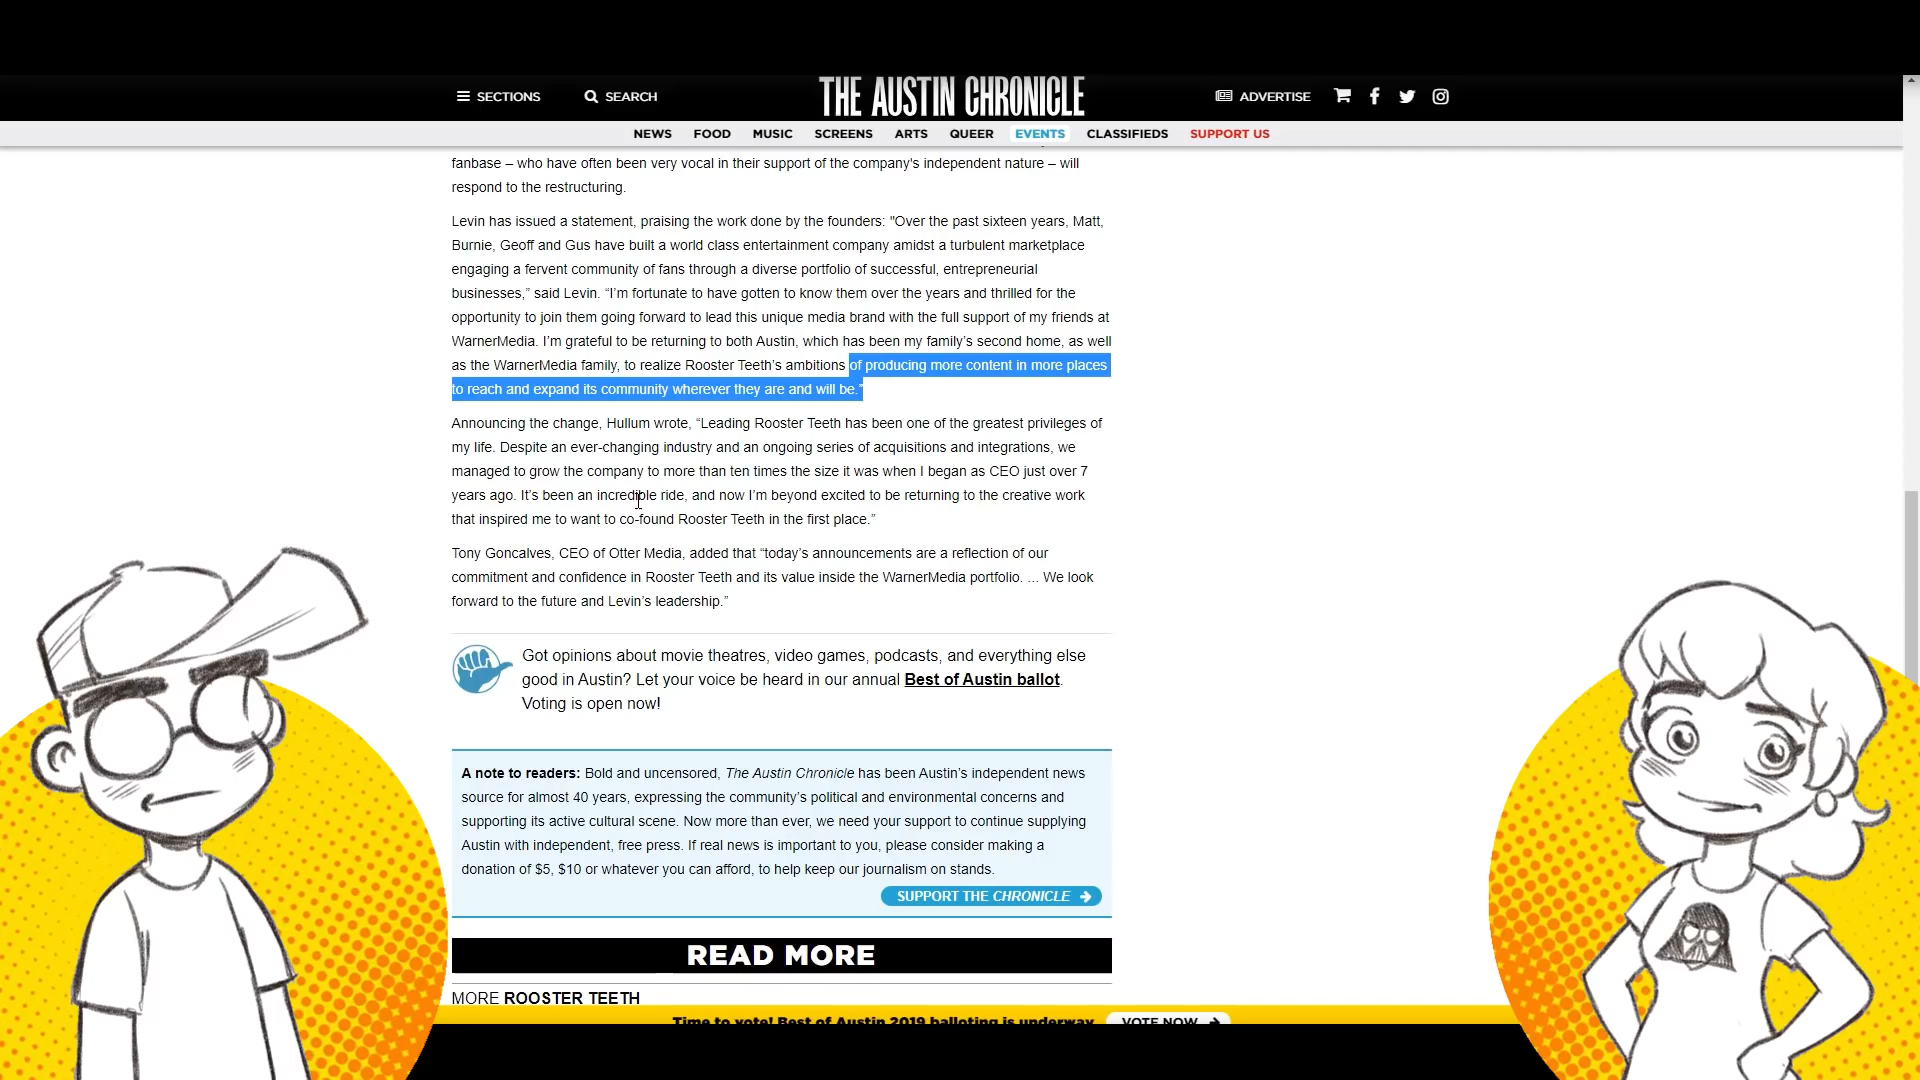 SECTIONS
SEARCH
THE AUSTIN CHRONICLE
ADVERTISE
NEWS FOOD MUSIC SCREENS ARTS QUEER EVENTS CLASSIFIEDS SUPPORT US
fanbase – who have often been very vocal in their support of the company's independent nature – will
respond to the restructuring.
Levin has issued a statement, praising the work done by the founders: "Over the past sixteen years, Matt,
Burnie, Geoff and Gus have built a world class entertainment company amidst a turbulent marketplace
engaging a fervent community of fans through a diverse portfolio of successful, entrepreneurial
businesses,” said Levin. “I’m fortunate to have gotten to know them over the years and thrilled for the
opportunity to join them going forward to lead this unique media brand with the full support of my friends at
WarnerMedia. I’m grateful to be returning to both Austin, which has been my family’s second home, as well
as the WarnerMedia family, to realize Rooster Teeth’s ambitions of producing more content in more places
to reach and expand its community wherever they are and will be.”
Announcing the change, Hullum wrote, “Leading Rooster Teeth has been one of the greatest privileges of
my life. Despite an ever-changing industry and an ongoing series of acquisitions and integrations, we
managed to grow the company to more than ten times the size it was when I began as CEO just over 7
years ago. It’s been an incredible ride, and now I’m beyond excited to be returning to the creative work
that inspired me to want to co-found Rooster Teeth in the first place.”
Tony Goncalves, CEO of Otter Media, added that “today’s announcements are a reflection of our
commitment and confidence in Rooster Teeth and its value inside the WarnerMedia portfolio. ... We look
forward to the future and Levin’s leadership.”
Got opinions about movie theatres, video games, podcasts, and everything else
good in Austin? Let your voice be heard in our annual Best of Austin ballot.
Voting is open now!
A note to readers: Bold and uncensored, The Austin Chronicle has been Austin’s independent news
source for almost 40 years, expressing the community’s political and environmental concerns and
supporting its active cultural scene. Now more than ever, we need your support to continue supplying
Austin with independent, free press. If real news is important to you, please consider making a
donation of $5, $10 or whatever you can afford, to help keep our journalism on stands.
SUPPORT THE CHRONICLE
READ MORE
MORE ROOSTER TEETH
Time to vote! Best of Austin 2019 balloting is underway
VOTE NOW